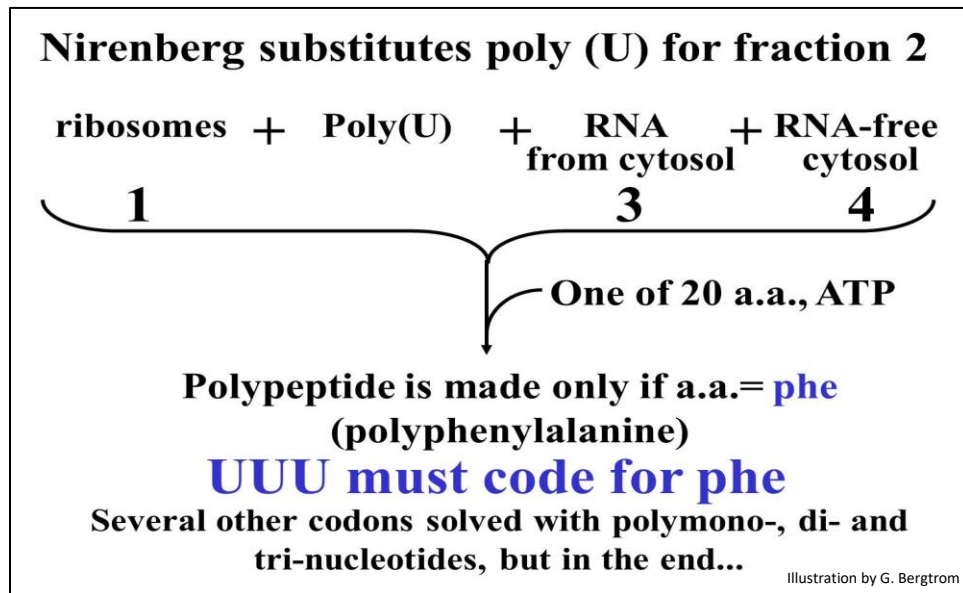 Nirenberg substitutes poly (U) for fraction 2
ribosomes + Poly(U) + RNA + RNA-free
from cytosol cytosol
1 3 4
One of 20 a.a., ATP
Polypeptide is made only if a.a.= phe
(polyphenylalanine)
UUU must code for phe
Several other codons solved with polymono-, di- and
tri-nucleotides, but in the end...
Illustration by G. Bergtrom